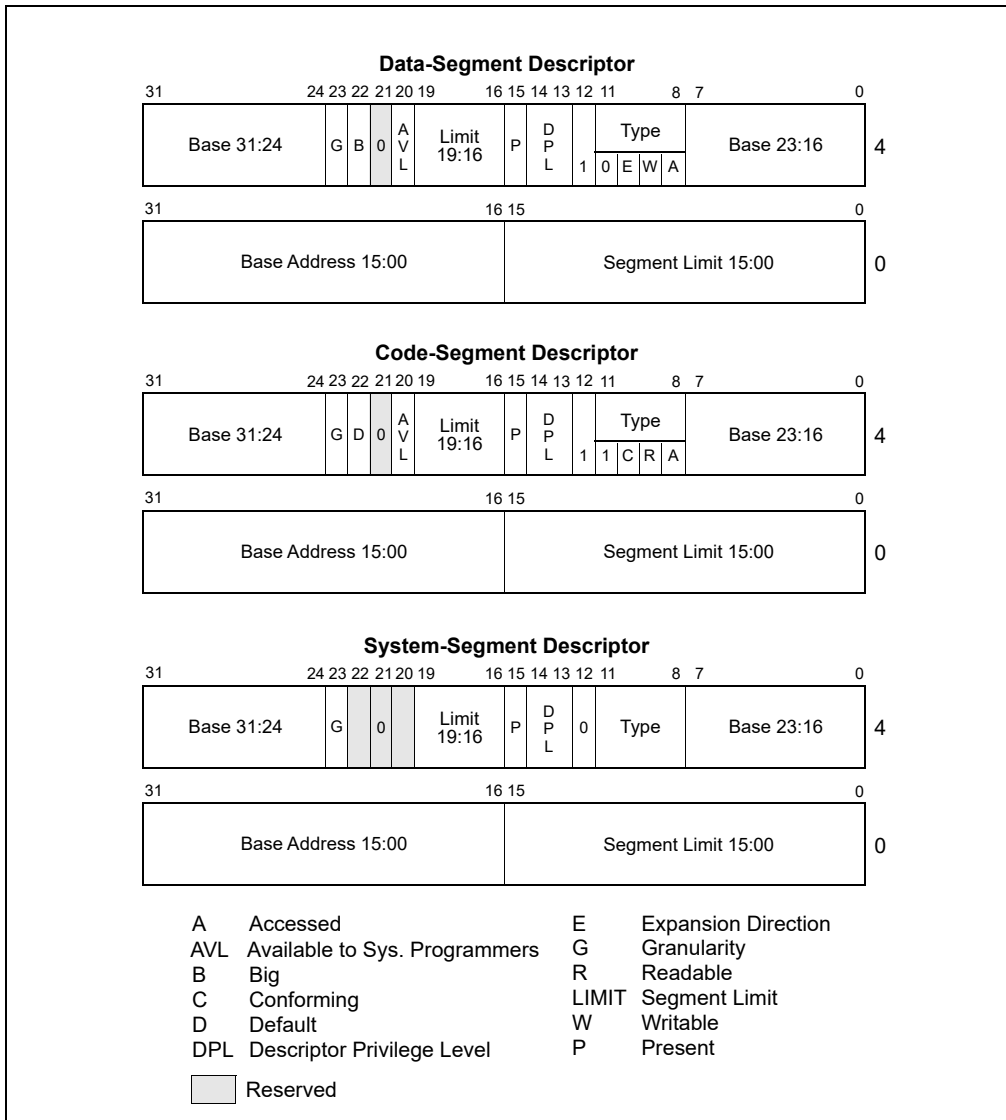 Data-Segment Descriptor
31 24 23 22 21 20 19 16 15 14 13 12 11 8 7 0
Base 31:24 G B 0 AVL Limit 19:16 P DPL 1 Type 0 E W A Base 23:16 4
31 16 15 0
Base Address 15:00 Segment Limit 15:00 0
Code-Segment Descriptor
31 24 23 22 21 20 19 16 15 14 13 12 11 8 7 0
Base 31:24 G D 0 AVL Limit 19:16 P DPL 1 Type 1 C R A Base 23:16 4
31 16 15 0
Base Address 15:00 Segment Limit 15:00 0
System-Segment Descriptor
31 24 23 22 21 20 19 16 15 14 13 12 11 8 7 0
Base 31:24 G 0 Limit 19:16 P DPL 0 Type Base 23:16 4
31 16 15 0
Base Address 15:00 Segment Limit 15:00 0
A Accessed
AVL Available to Sys. Programmers
B Big
C Conforming
D Default
DPL Descriptor Privilege Level
E Expansion Direction
G Granularity
R Readable
LIMIT Segment Limit
W Writable
P Present
Reserved